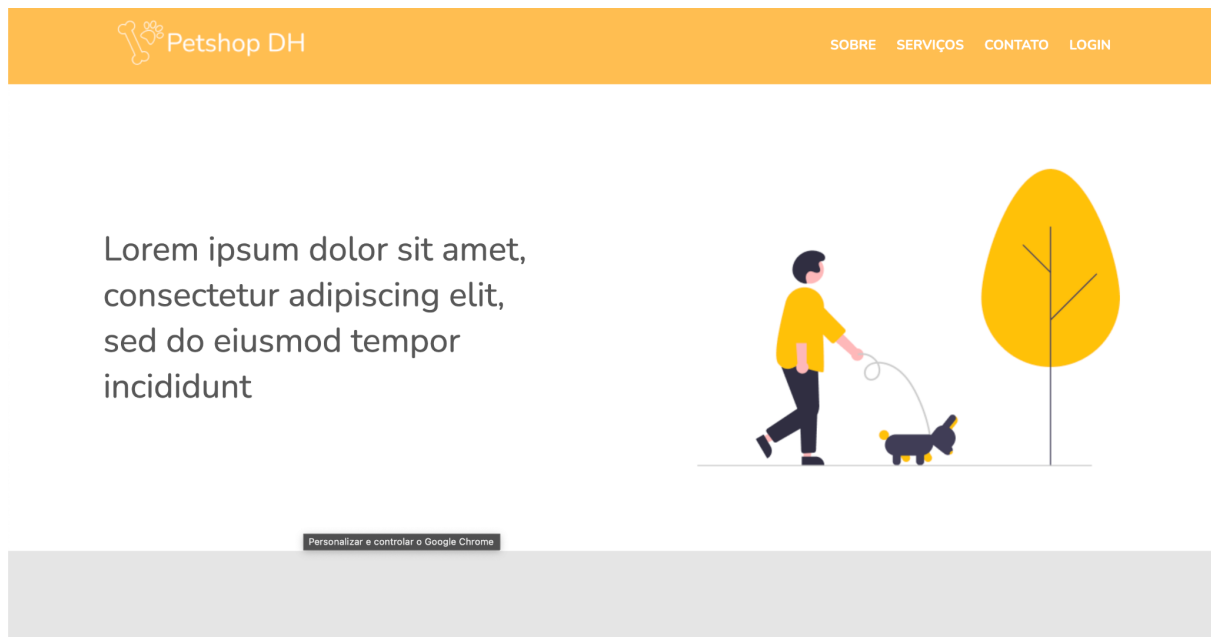 Petshop DH
SOBRE SERVIÇOS CONTATO LOGIN
Lorem ipsum dolor sit amet,
consectetur adipiscing elit,
sed do eiusmod tempor
incididunt
Personalizar e controlar o Google Chrome